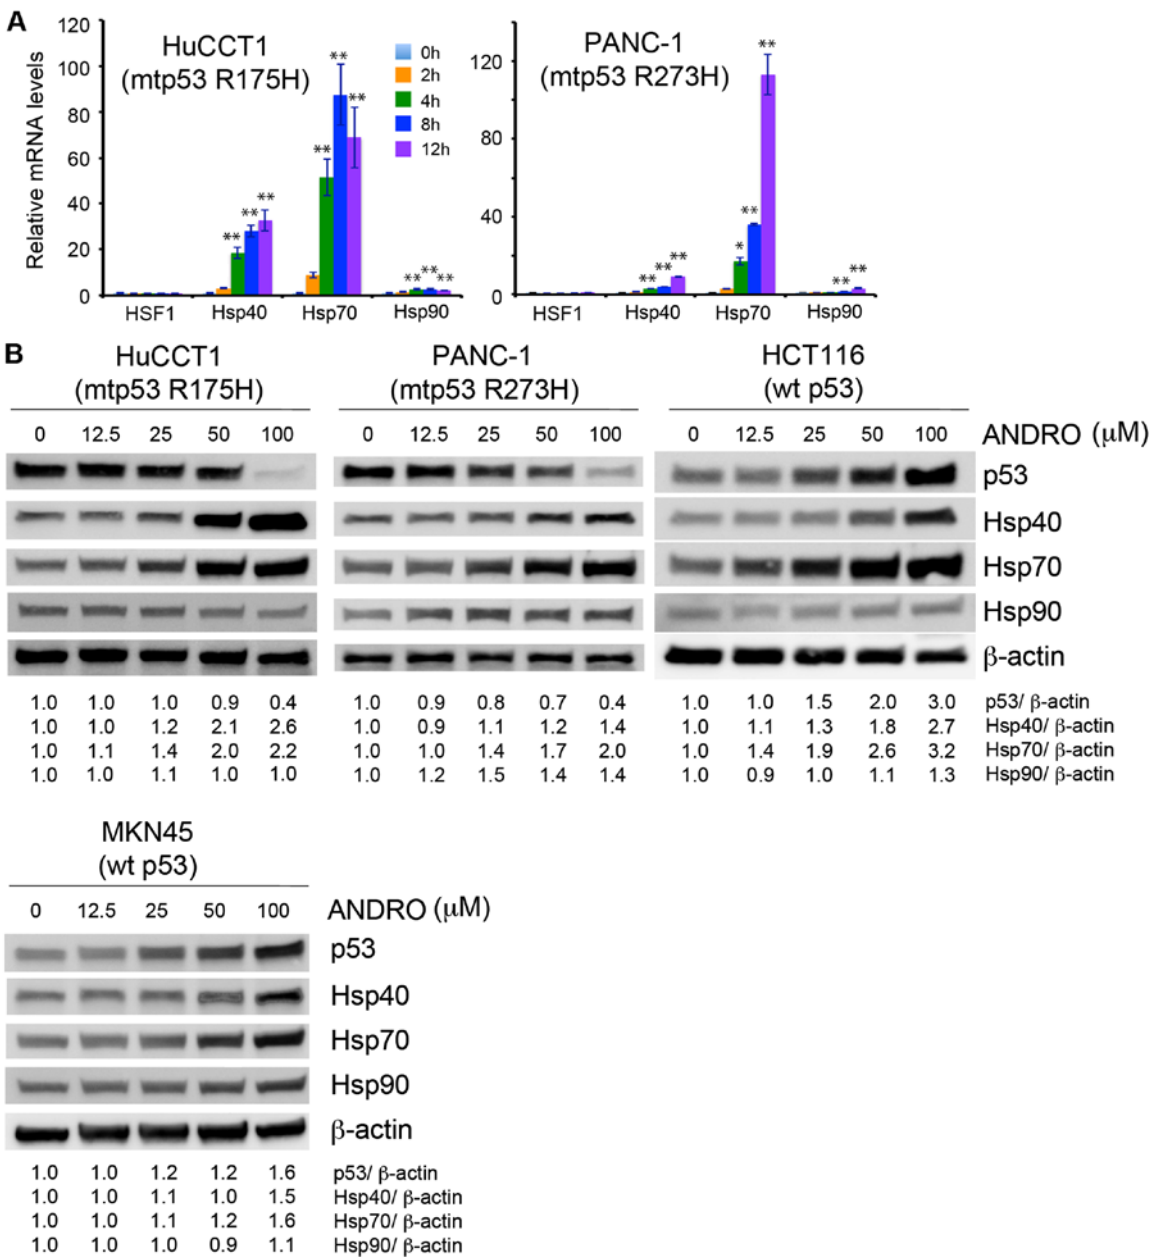 A
HuCCT1
(mtp53 R175H)
PANC-1
(mtp53 R273H)
Relative mRNA levels
120
100
80
60
40
20
0
0h
2h
4h
8h
12h
** ** ** ** ** ** ** ** **
HSF1 Hsp40 Hsp70 Hsp90
120
80
40
0
** ** ** * ** ** ** **
HSF1 Hsp40 Hsp70 Hsp90
B
HuCCT1
(mtp53 R175H)
PANC-1
(mtp53 R273H)
HCT116
(wt p53)
0 12.5 25 50 100 0 12.5 25 50 100 0 12.5 25 50 100 ANDRO (μM)
p53
Hsp40
Hsp70
Hsp90
β-actin
1.0 1.0 1.0 0.9 0.4 1.0 0.9 0.8 0.7 0.4 1.0 1.0 1.5 2.0 3.0 p53/ β-actin
1.0 1.0 1.2 2.1 2.6 1.0 0.9 1.1 1.2 1.4 1.0 1.1 1.3 1.8 2.7 Hsp40/ β-actin
1.0 1.1 1.4 2.0 2.2 1.0 1.0 1.4 1.7 2.0 1.0 1.4 1.9 2.6 3.2 Hsp70/ β-actin
1.0 1.0 1.1 1.0 1.0 1.0 1.2 1.5 1.4 1.4 1.0 0.9 1.0 1.1 1.3 Hsp90/ β-actin
MKN45
(wt p53)
0 12.5 25 50 100 ANDRO (μM)
p53
Hsp40
Hsp70
Hsp90
β-actin
1.0 1.0 1.2 1.2 1.6 p53/ β-actin
1.0 1.0 1.1 1.0 1.5 Hsp40/ β-actin
1.0 1.0 1.1 1.2 1.6 Hsp70/ β-actin
1.0 1.0 1.0 0.9 1.1 Hsp90/ β-actin